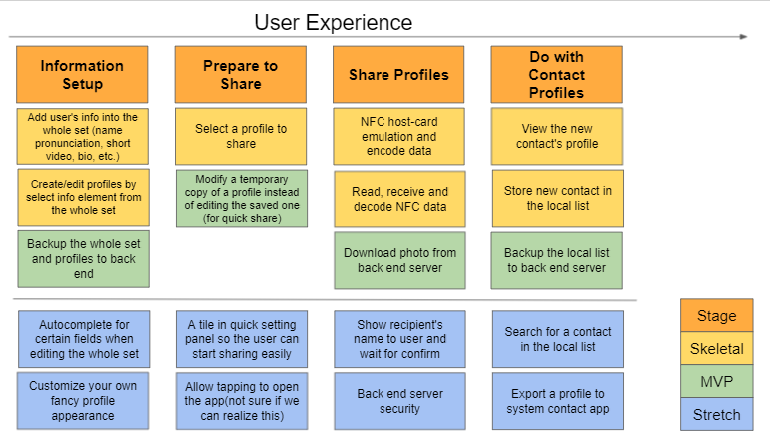 User Experience
Information
Setup
Prepare to
Share
Share Profiles
Do with
Contact
Profiles
Add user's info into the
whole set (name
pronunciation, short
video, bio, etc.)
Select a profile to
share
NFC host-card
emulation and
encode data
View the new
contact's profile
Create/edit profiles by
select info element from
the whole set
Modify a temporary
copy of a profile instead
of editing the saved one
(for quick share)
Read, receive and
decode NFC data
Store new contact in
the local list
Backup the whole set
and profiles to back
end
Download photo from
back end server
Backup the local list
to back end server
Autocomplete for
certain fields when
editing the whole set
A tile in quick setting
panel so the user can
start sharing easily
Show recipient's
name to user and
wait for confirm
Search for a contact
in the local list
Customize your own
fancy profile
appearance
Allow tapping to open
the app(not sure if we
can realize this)
Back end server
security
Export a profile to
system contact app
Stage
Skeletal
MVP
Stretch